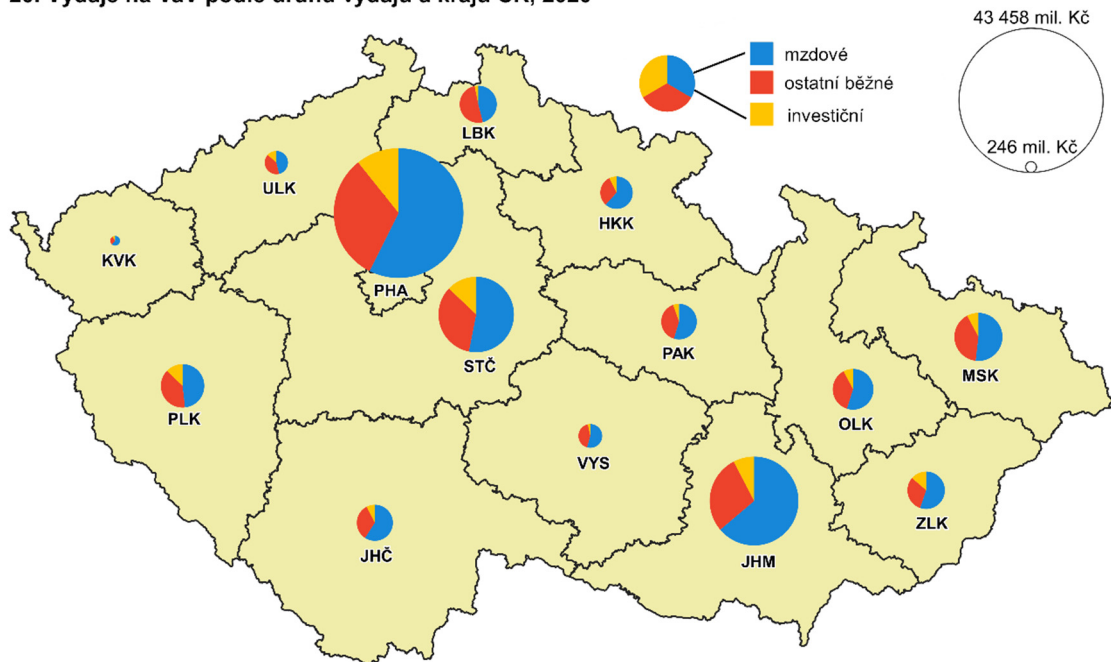 43 458 mil. Kč
mzdové
ostatní běžné
investiční
246 mil. Kč
LBK
ULK
HKK
KVK
PHA
STČ
PAK
MSK
PLK
OLK
VYS
ZLK
JHČ
JHM